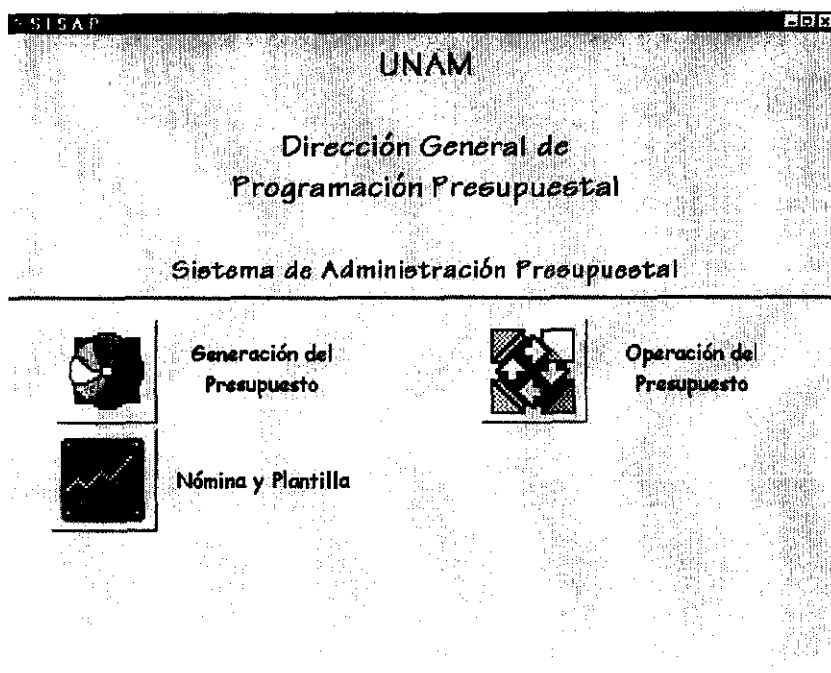 SISAP
UNAM
Dirección General de
Programación Presupuestal
Sistema de Administración Presupuestal
Generación del
Presupuesto
Operación del
Presupuesto
Nómina y Plantilla